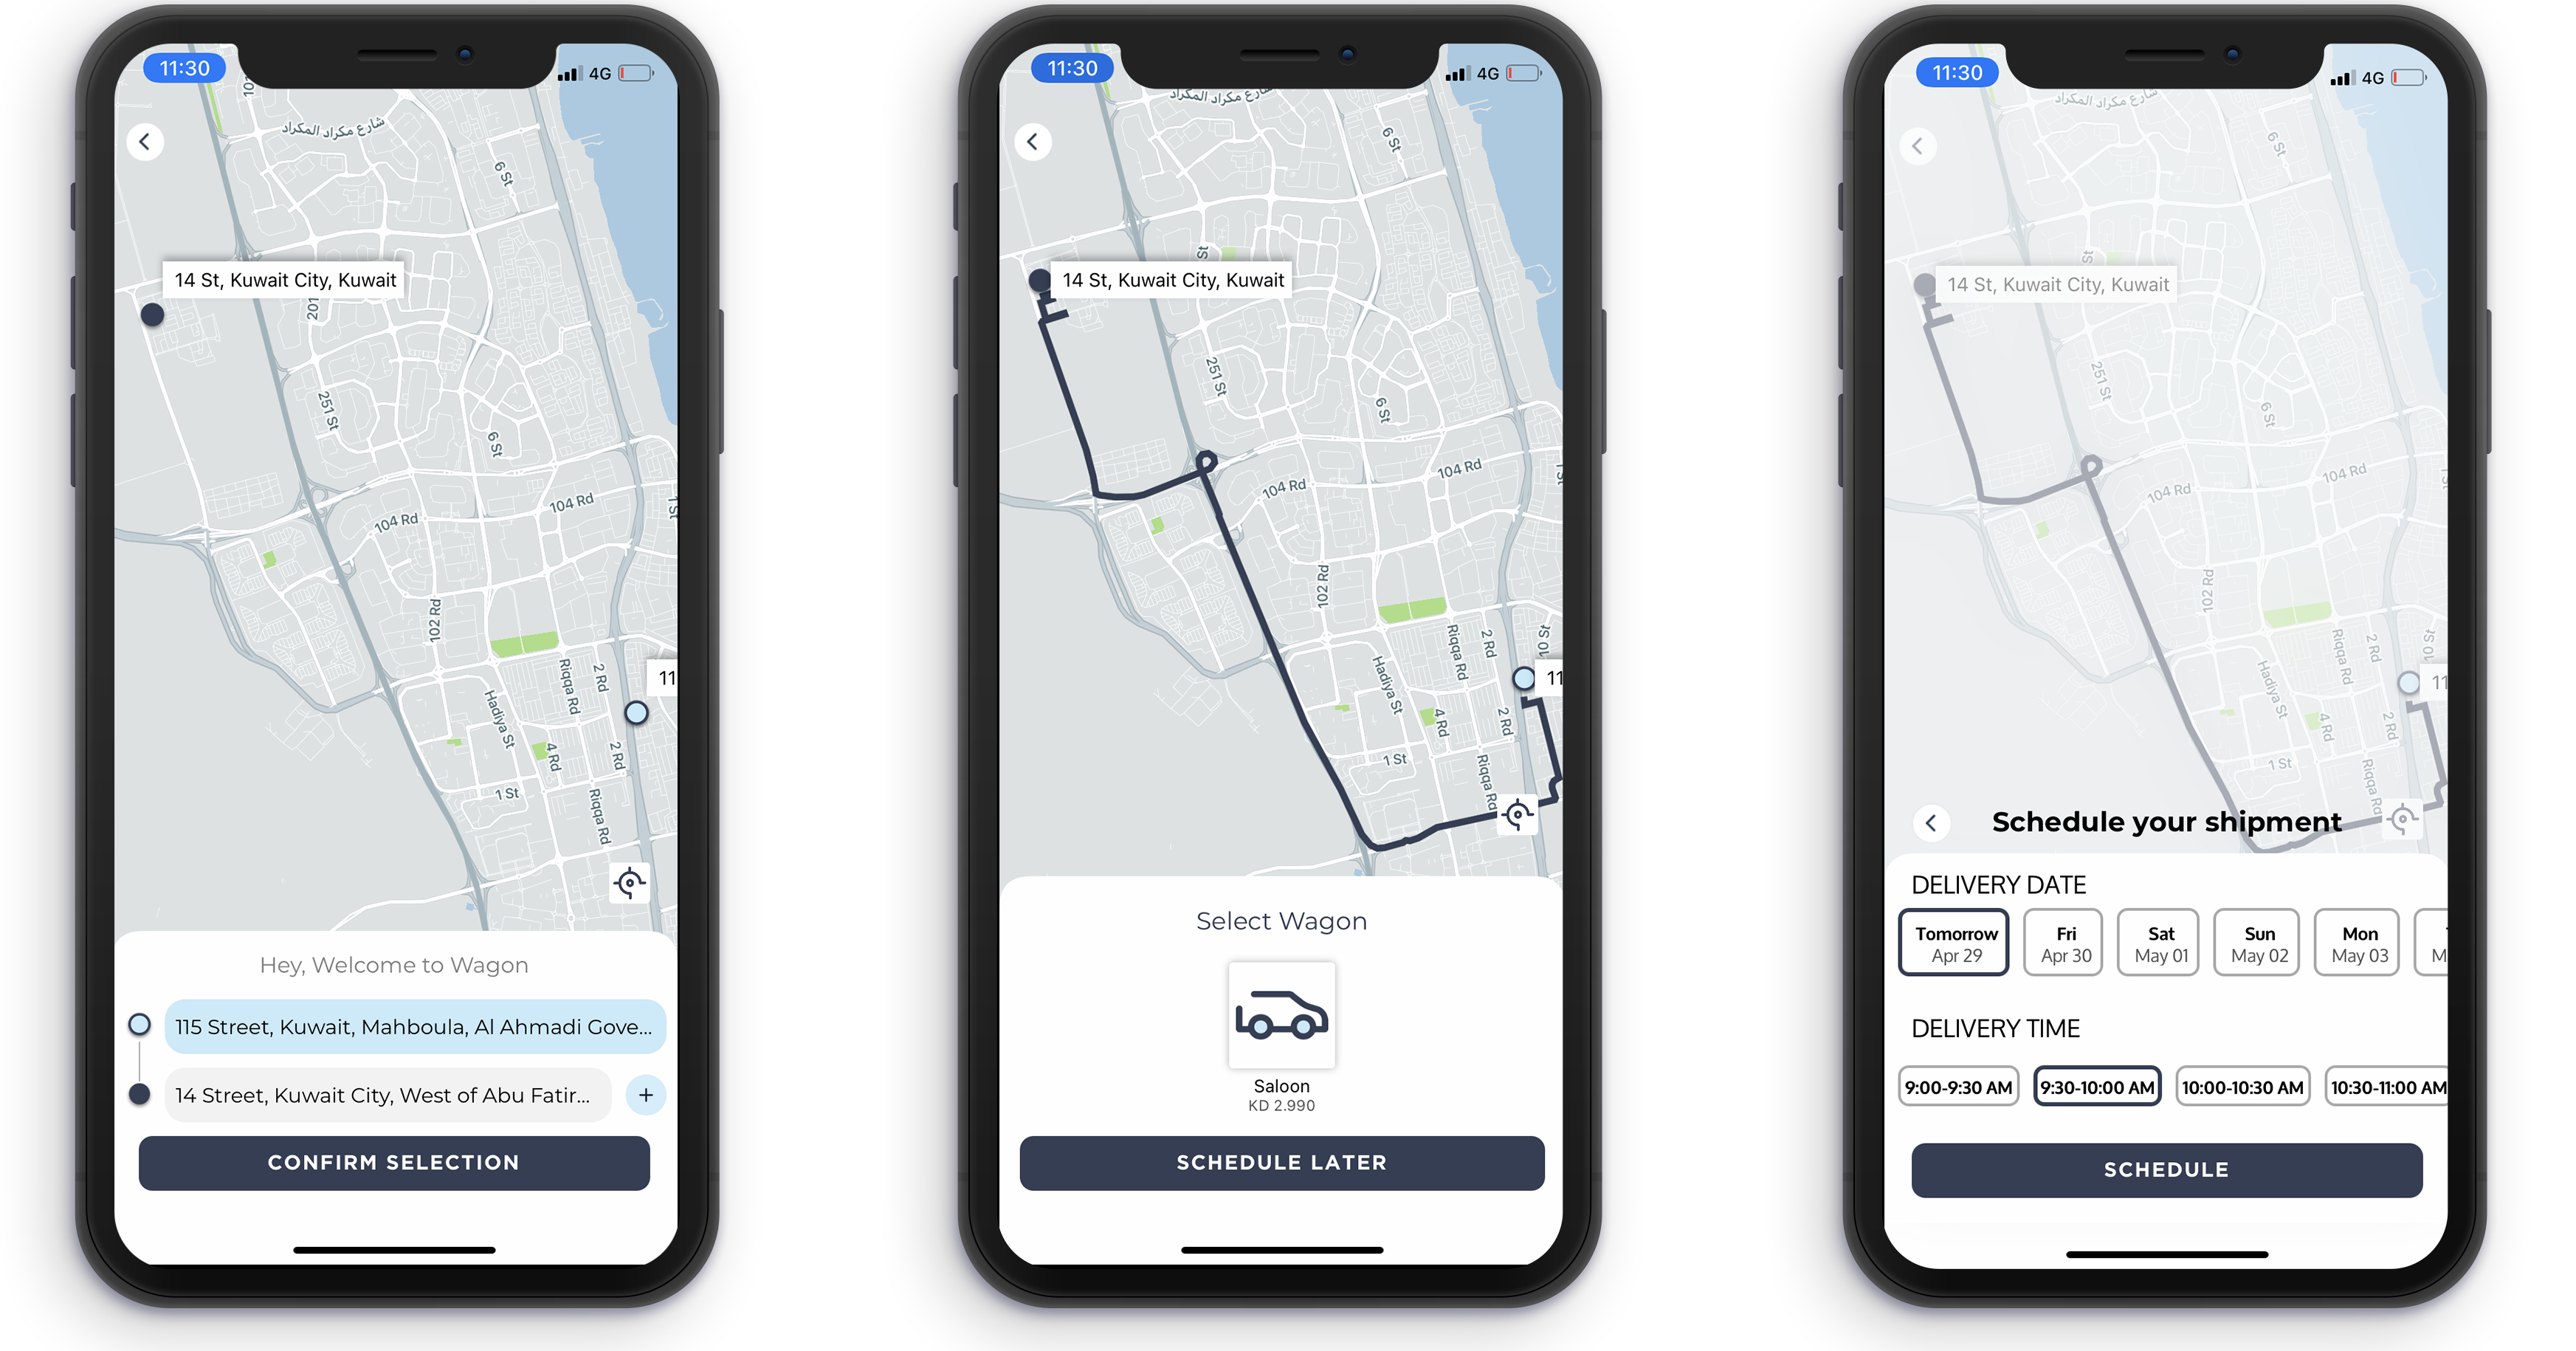 11:30
4G
10
شارع مكراد المكراد
6 St
14 St, Kuwait City, Kuwait
201
251 St
6 St
104 Rd
104 Rd
1 St
102 Rd
11
Riqqa Rd
2 Rd
Hadiya St
4 Rd
2 Rd
1 St
Riqqa Rd
Hey, Welcome to Wagon
115 Street, Kuwait, Mahboula, Al Ahmadi Gove...
14 Street, Kuwait City, West of Abu Fatir...
+
CONFIRM SELECTION
11:30
4G
شارع مكراد المكراد
6 St
St
14 St, Kuwait City, Kuwait
251 St
6 St
104 Rd
104 Rd
102 Rd
10 St
Riqqa Rd
2 Rd
11
Hadiya St
4 Rd
2 Rd
1 St
Riqqa Rd
Select Wagon
Saloon
KD 2.990
SCHEDULE LATER
11:30
4G
شارع مكراد المكراد
6 St
St
14 St, Kuwait City, Kuwait
251 St
6 St
104 Rd
104 Rd
102 Rd
10 St
Riqqa Rd
2 Rd
11
Hadiya St
4 Rd
2 Rd
1 St
Riqqa Rd
Schedule your shipment
DELIVERY DATE
Tomorrow Fri Sat Sun Mon
Apr 29 Apr 30 May 01 May 02 May 03 M
DELIVERY TIME
9:00-9:30 AM 9:30-10:00 AM 10:00-10:30 AM 10:30-11:00 AM
SCHEDULE